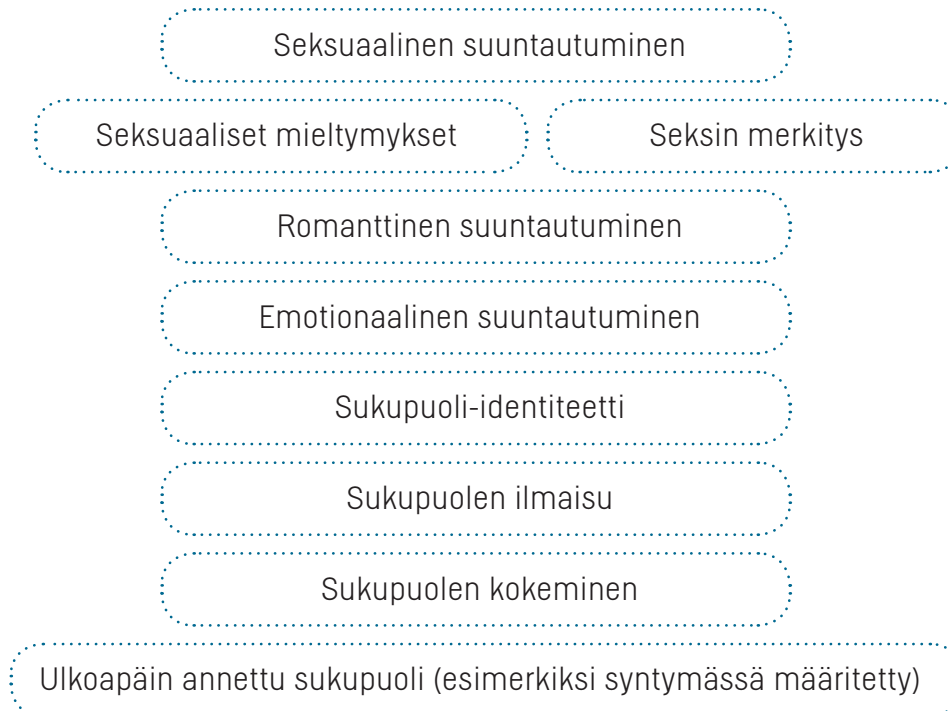 Seksuaalinen suuntautuminen
Seksuaaliset mieltymykset
Seksin merkitys
Romanttinen suuntautuminen
Emotionaalinen suuntautuminen
Sukupuoli-identiteetti
Sukupuolen ilmaisu
Sukupuolen kokeminen
Ulkoapäin annettu sukupuoli (esimerkiksi syntymässä määritetty)